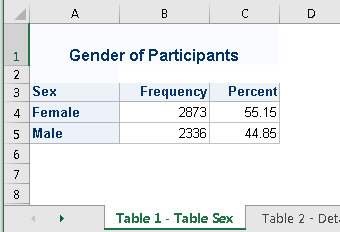 A B C D
1 Gender of Participants
2
3 Sex Frequency Percent
4 Female 2873 55.15
5 Male 2336 44.85
6
7
8
Table 1 - Table Sex Table 2 - Det